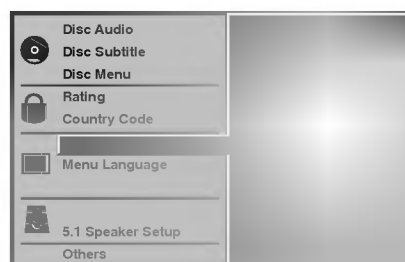 Disc Audio
Disc Subtitle
Disc Menu
Rating
Country Code
Menu Language
5.1 Speaker Setup
Others